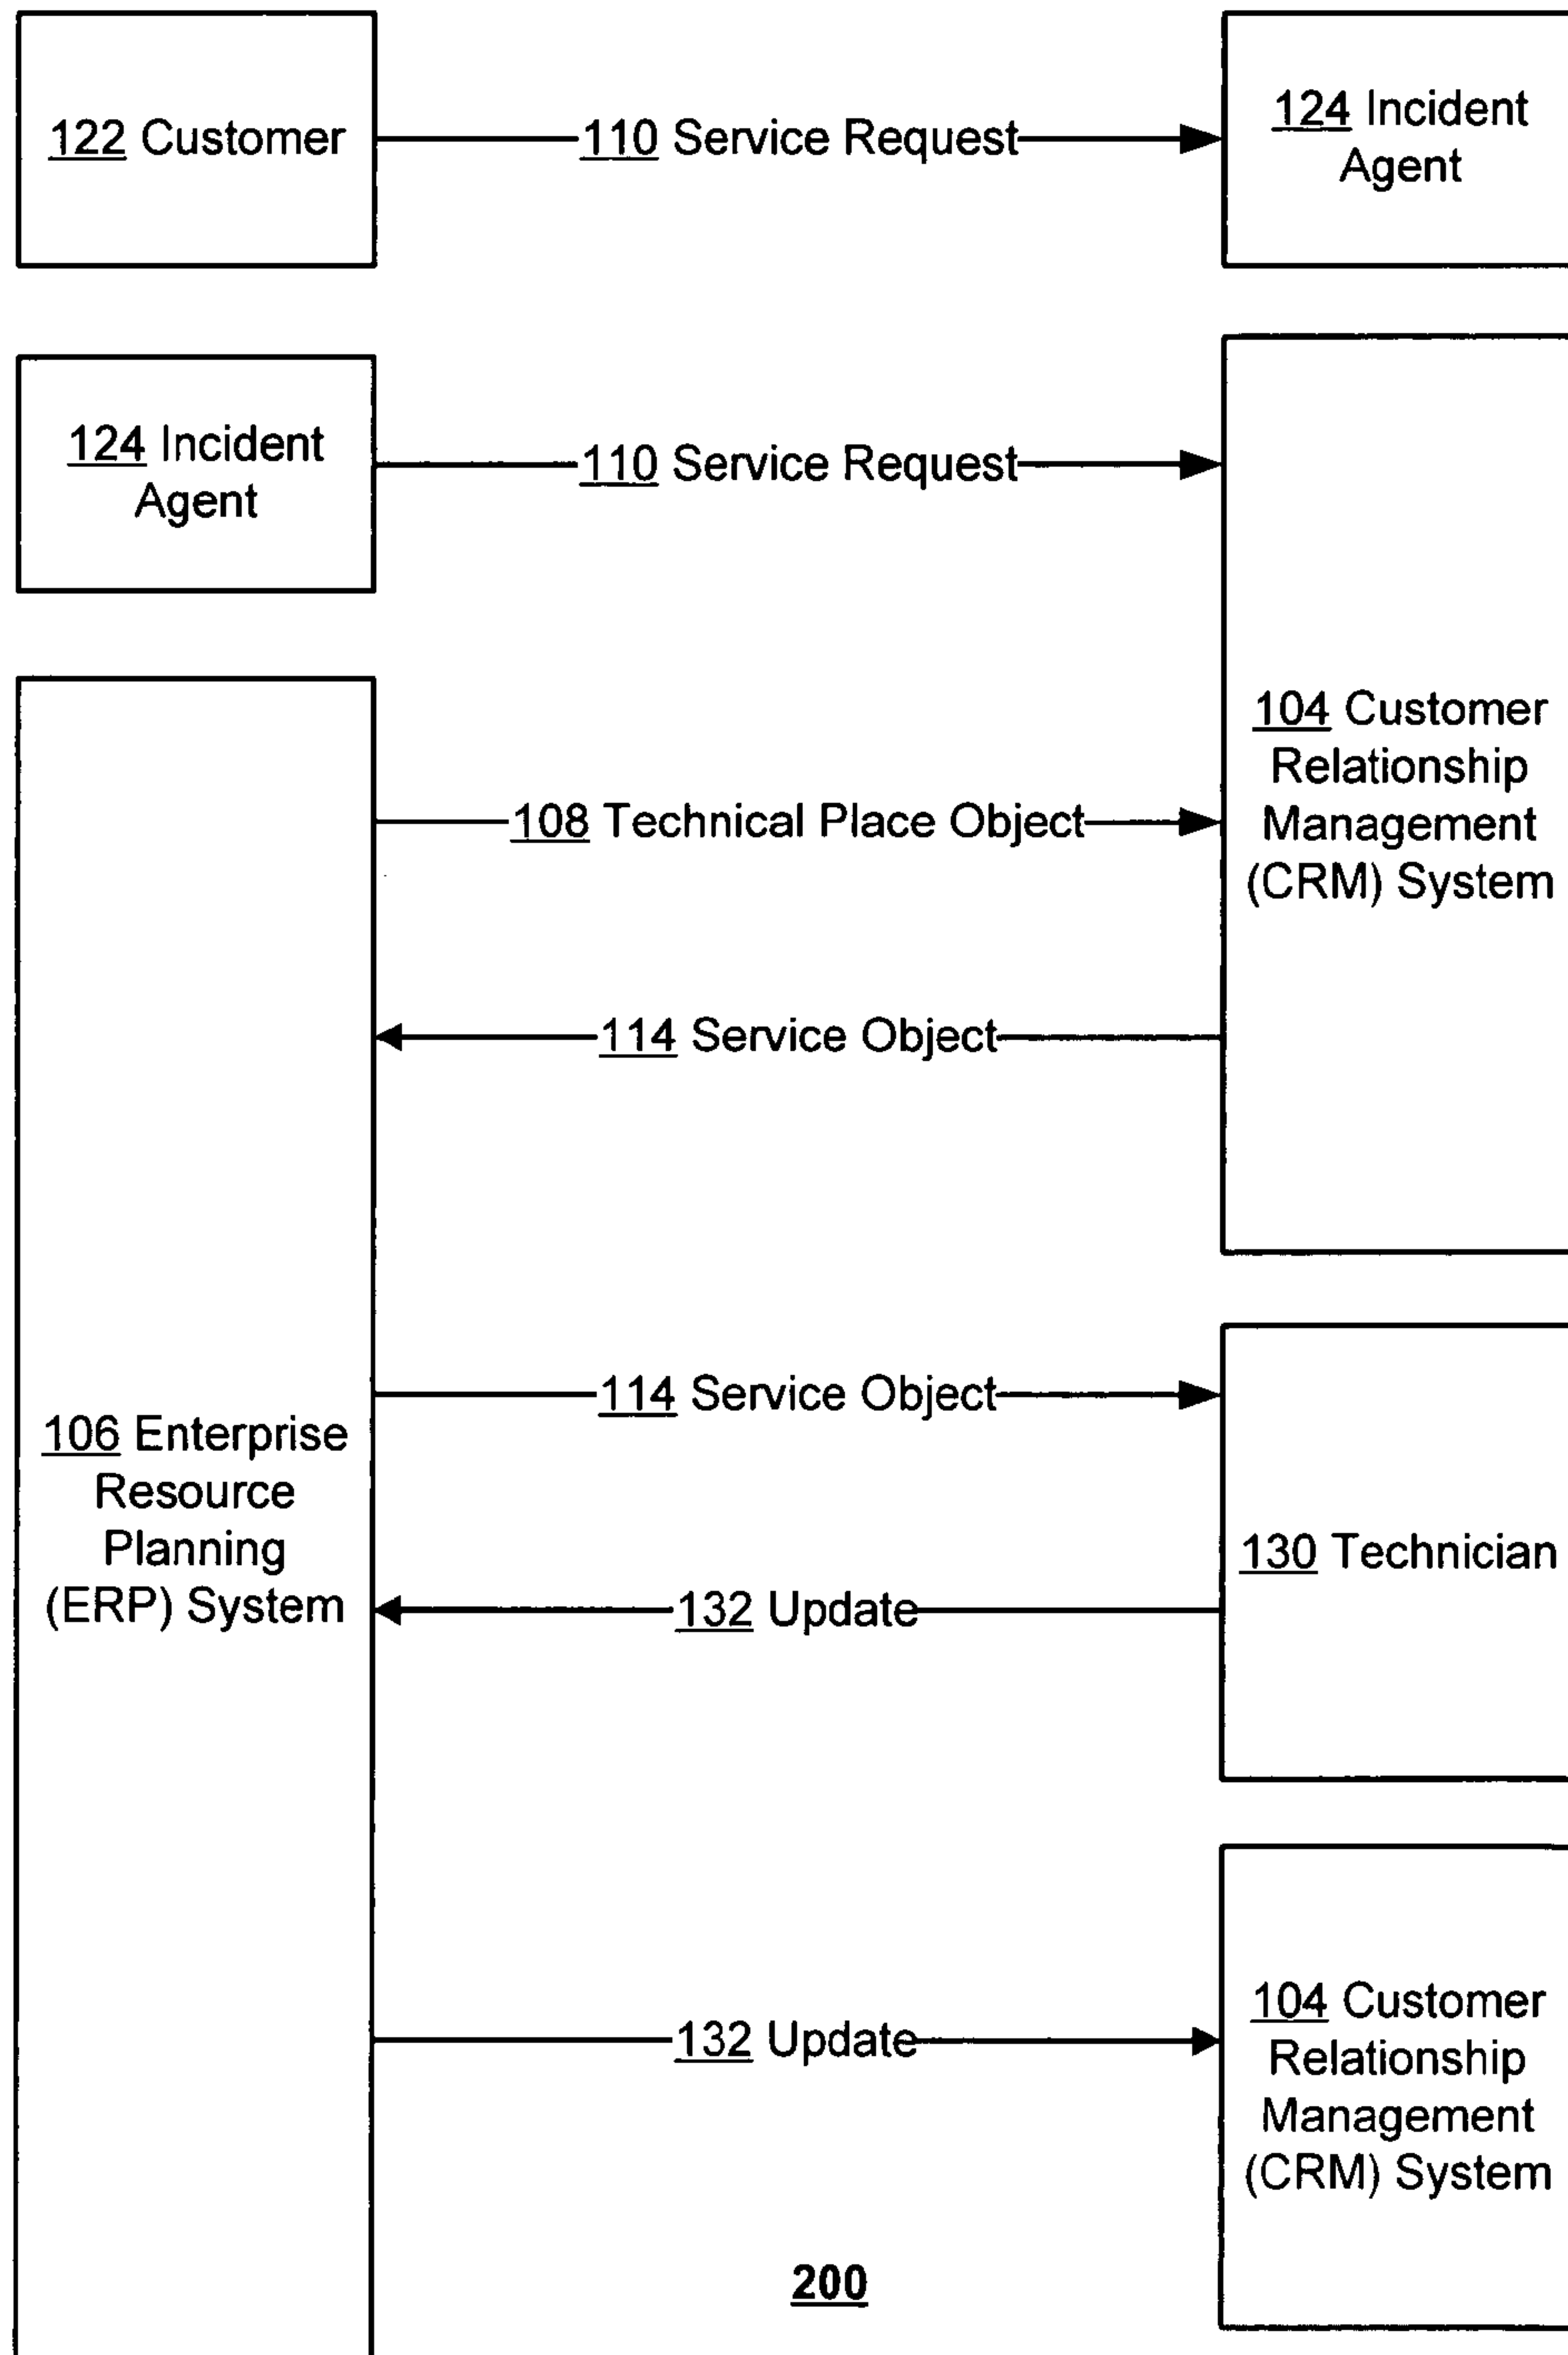 122 Customer
110 Service Request
124 Incident
Agent
124 Incident
Agent
110 Service Request
104 Customer
Relationship
Management
(CRM) System
108 Technical Place Object
114 Service Object
106 Enterprise
Resource
Planning
(ERP) System
114 Service Object
130 Technician
132 Update
132 Update
104 Customer
Relationship
Management
(CRM) System
200